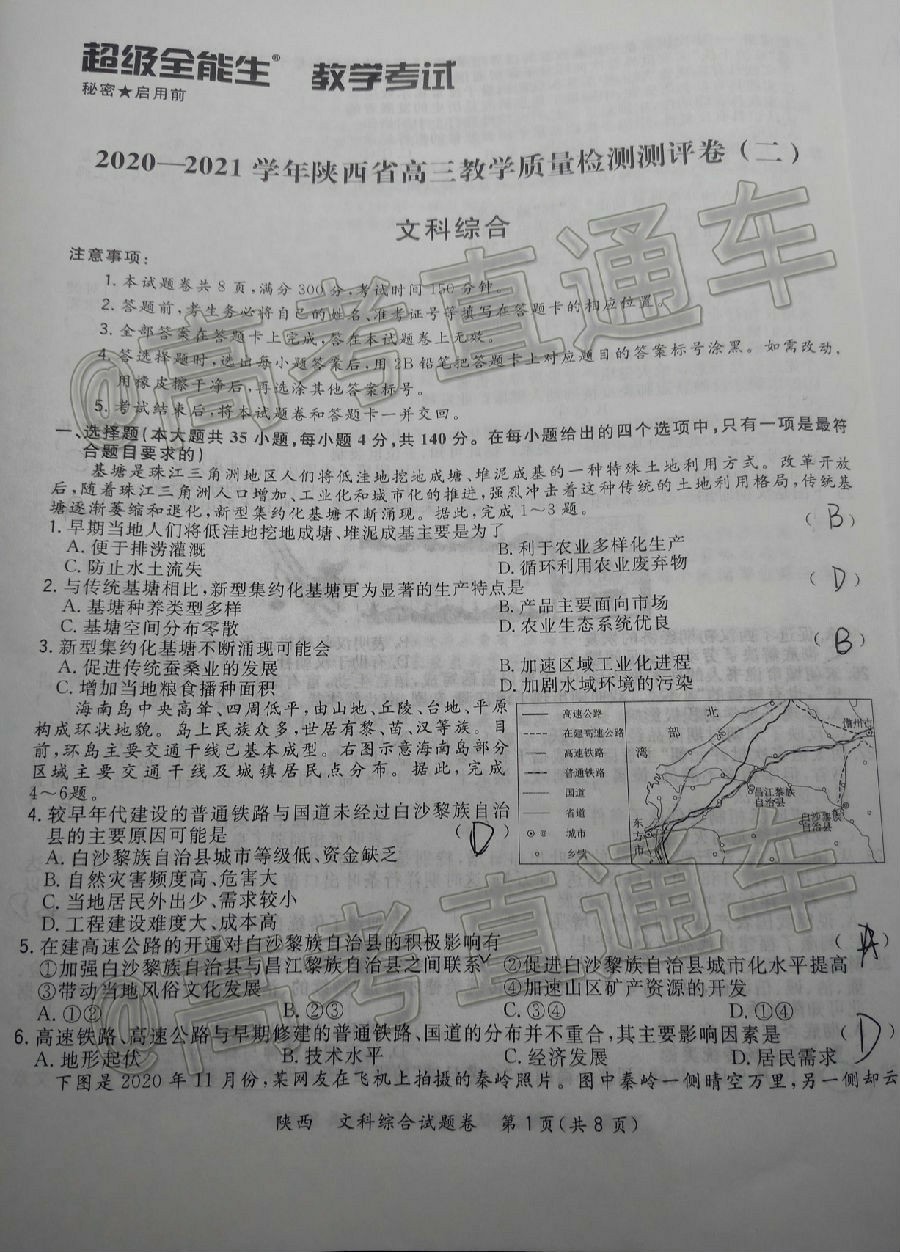 超级全能生® 教学考试
秘密★启用前
2020—2021学年陕西省高三教学质量检测测评卷(二)
文科综合
注意事项:
1. 本试题卷共8页,满分300分,考试时间150分钟。
2. 答题前,考生务必将自己的姓名、准考证号等填写在答题卡的相应位置。
3. 全部答案在答题卡上完成,答在本试题卷上无效。
4. 答选择题时,选出每小题答案后,用2B铅笔把答题卡上对应题目的答案标号涂黑。如需改动,
用橡皮擦干净后,再选涂其他答案标号。
5. 考试结束后,将本试题卷和答题卡一并交回。
一、选择题(本大题共35小题,每小题4分,共140分。在每小题给出的四个选项中,只有一项是最符
合题目要求的)
基塘是珠江三角洲地区人们将低洼地挖地成塘、堆泥成基的一种特殊土地利用方式。改革开放
后,随着珠江三角洲人口增加、工业化和城市化的推进,强烈冲击着这种传统的土地利用格局,传统基
塘逐渐萎缩和退化,新型集约化基塘不断涌现。据此,完成1~3题。
1. 早期当地人们将低洼地挖地成塘、堆泥成基主要是为了 (B)
A. 便于排涝灌溉 B. 利于农业多样化生产
C. 防止水土流失 D. 循环利用农业废弃物
2. 与传统基塘相比,新型集约化基塘更为显著的生产特点是 (D)
A. 基塘种养类型多样 B. 产品主要面向市场
C. 基塘空间分布零散 D. 农业生态系统优良
3. 新型集约化基塘不断涌现可能会 (B)
A. 促进传统蚕桑业的发展 B. 加速区域工业化进程
C. 增加当地粮食播种面积 D. 加剧水域环境的污染
海南岛中央高耸、四周低平,由山地、丘陵、台地、平原
构成环状地貌。岛上民族众多,世居有黎、苗、汉等族。目
前,环岛主要交通干线已基本成型。右图示意海南岛部分
区域主要交通干线及城镇居民点分布。据此,完成
4~6题。
高速公路
在建高速公路
高速铁路
普通铁路
国道
省道
城市
乡镇
北
部
湾
儋州市
昌江黎族
自治县
白沙黎族
自治县
东
方
市
4. 较早年代建设的普通铁路与国道未经过白沙黎族自治
县的主要原因可能是 (D)
A. 白沙黎族自治县城市等级低、资金缺乏
B. 自然灾害频度高、危害大
C. 当地居民外出少、需求较小
D. 工程建设难度大、成本高
5. 在建高速公路的开通对白沙黎族自治县的积极影响有 (A)
①加强白沙黎族自治县与昌江黎族自治县之间联系 ②促进白沙黎族自治县城市化水平提高
③带动当地风俗文化发展 ④加速山区矿产资源的开发
A. ①② B. ②③ C. ③④ D. ①④
6. 高速铁路、高速公路与早期修建的普通铁路、国道的分布并不重合,其主要影响因素是 (D)
A. 地形起伏 B. 技术水平 C. 经济发展 D. 居民需求
下图是2020年11月份,某网友在飞机上拍摄的秦岭照片。图中秦岭一侧晴空万里,另一侧却云
陕西 文科综合试题卷 第1页(共8页)
@高考直通车
@高考直通车